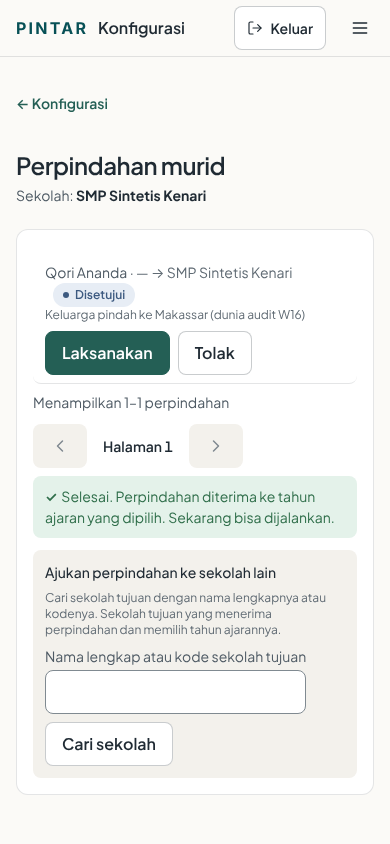 PINTAR Konfigurasi Keluar
← Konfigurasi
Perpindahan murid
Sekolah: SMP Sintetis Kenari
Qori Ananda · — → SMP Sintetis Kenari
Disetujui
Keluarga pindah ke Makassar (dunia audit W16)
Laksanakan Tolak
Menampilkan 1–1 perpindahan
Halaman 1
✓ Selesai. Perpindahan diterima ke tahun
ajaran yang dipilih. Sekarang bisa dijalankan.
Ajukan perpindahan ke sekolah lain
Cari sekolah tujuan dengan nama lengkapnya atau
kodenya. Sekolah tujuan yang menerima
perpindahan dan memilih tahun ajarannya.
Nama lengkap atau kode sekolah tujuan
Cari sekolah